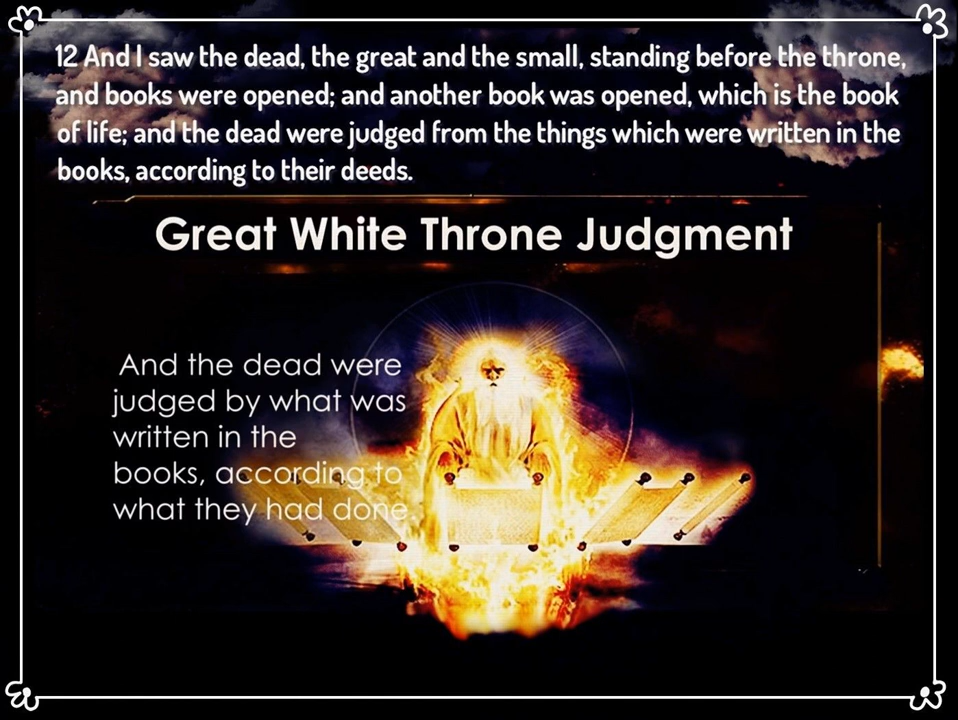 12 And I saw the dead, the great and the small, standing before the throne,
and books were opened; and another book was opened, which is the book
of life; and the dead were judged from the things which were written in the
books, according to their deeds.
Great White Throne Judgment
And the dead were
judged by what was
written in the
books, according to
what they had done.